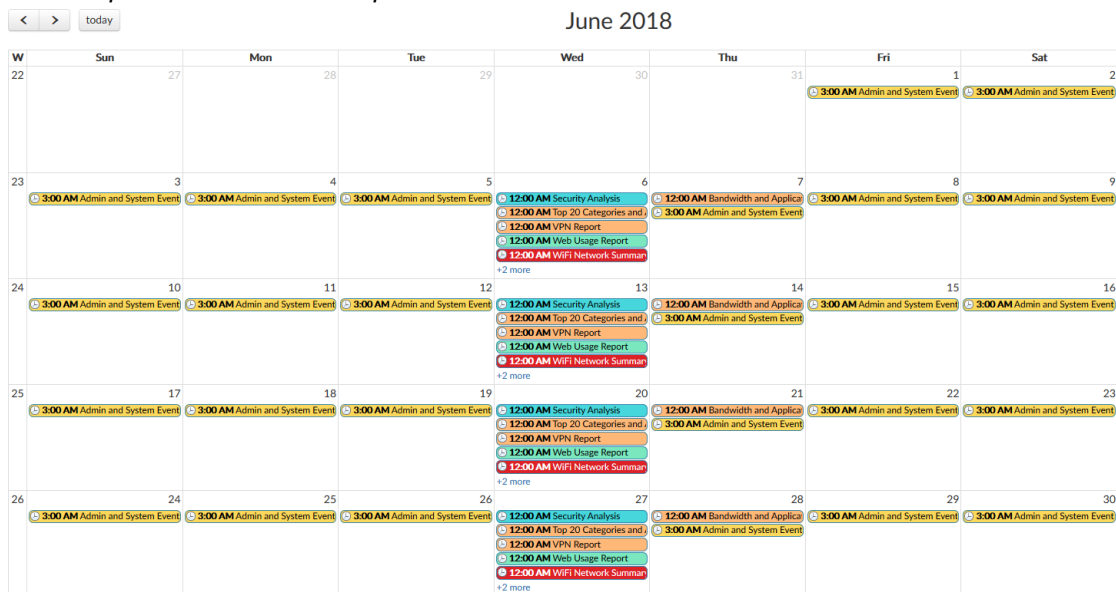 < > today
June 2018
W Sun Mon Tue Wed Thu Fri Sat
22 27 28 29 30 31 1 2
3:00 AM Admin and System Event 3:00 AM Admin and System Event
23 3 4 5 6 7 8 9
3:00 AM Admin and System Event 3:00 AM Admin and System Event 3:00 AM Admin and System Event 12:00 AM Security Analysis 12:00 AM Bandwidth and Applica 3:00 AM Admin and System Event 3:00 AM Admin and System Event
12:00 AM Top 20 Categories and 3:00 AM Admin and System Event
12:00 AM VPN Report
12:00 AM Web Usage Report
12:00 AM WiFi Network Summar
+2 more
24 10 11 12 13 14 15 16
3:00 AM Admin and System Event 3:00 AM Admin and System Event 3:00 AM Admin and System Event 12:00 AM Security Analysis 12:00 AM Bandwidth and Applica 3:00 AM Admin and System Event 3:00 AM Admin and System Event
12:00 AM Top 20 Categories and 3:00 AM Admin and System Event
12:00 AM VPN Report
12:00 AM Web Usage Report
12:00 AM WiFi Network Summar
+2 more
25 17 18 19 20 21 22 23
3:00 AM Admin and System Event 3:00 AM Admin and System Event 3:00 AM Admin and System Event 12:00 AM Security Analysis 12:00 AM Bandwidth and Applica 3:00 AM Admin and System Event 3:00 AM Admin and System Event
12:00 AM Top 20 Categories and 3:00 AM Admin and System Event
12:00 AM VPN Report
12:00 AM Web Usage Report
12:00 AM WiFi Network Summar
+2 more
26 24 25 26 27 28 29 30
3:00 AM Admin and System Event 3:00 AM Admin and System Event 3:00 AM Admin and System Event 12:00 AM Security Analysis 12:00 AM Bandwidth and Applica 3:00 AM Admin and System Event 3:00 AM Admin and System Event
12:00 AM Top 20 Categories and 3:00 AM Admin and System Event
12:00 AM VPN Report
12:00 AM Web Usage Report
12:00 AM WiFi Network Summar
+2 more